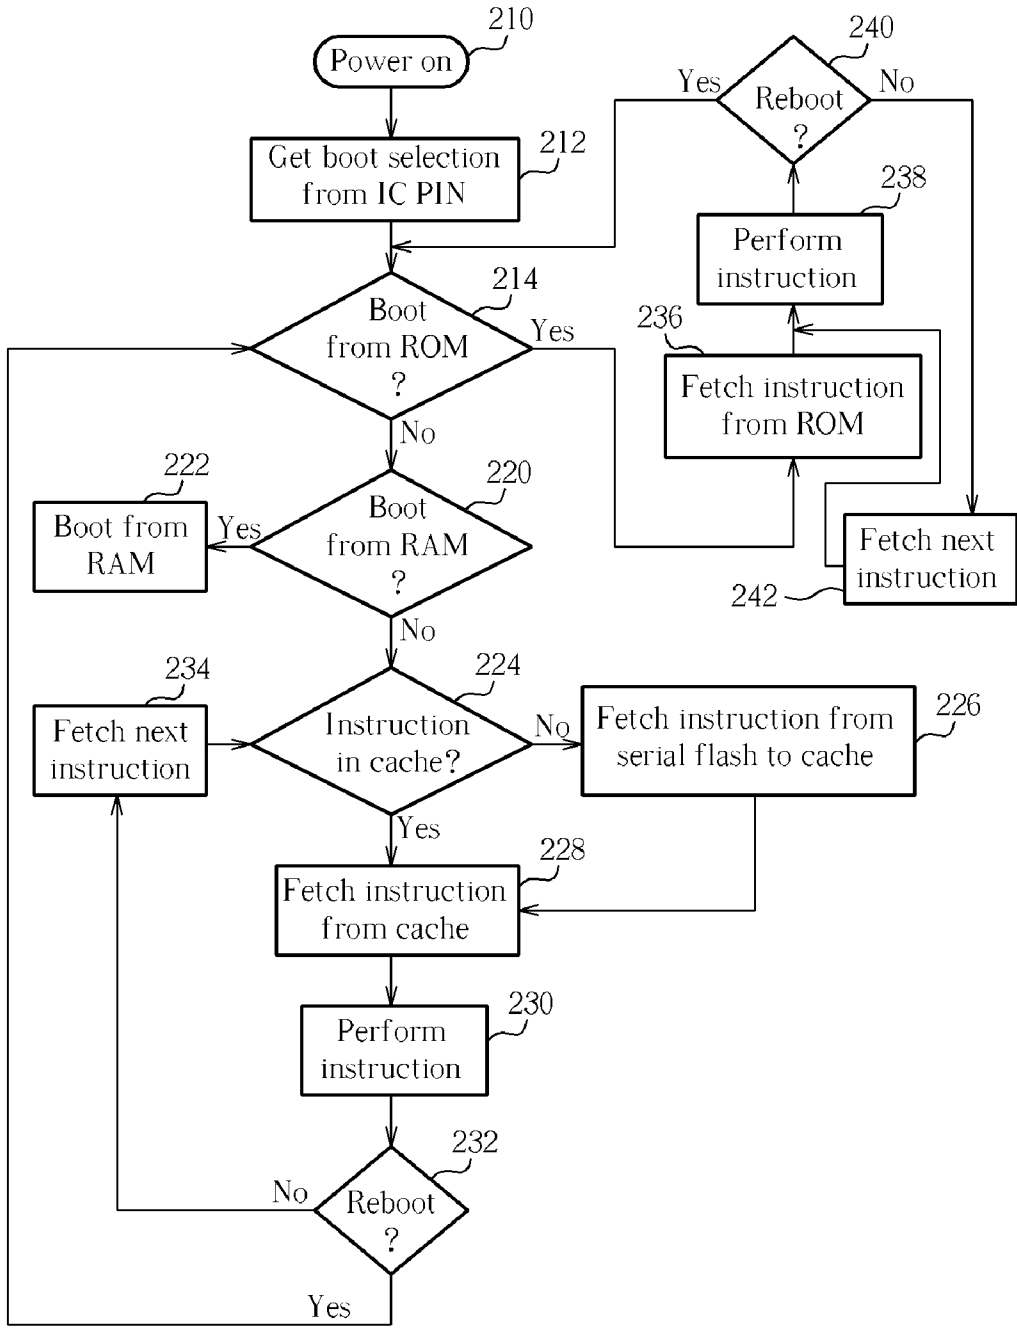 210
Power on
212
Get boot selection
from IC PIN
214
Boot
from ROM
?
Yes
No
220
Boot
from RAM
?
Yes
No
222
Boot from
RAM
224
Instruction
in cache?
No
Yes
226
Fetch instruction from
serial flash to cache
228
Fetch instruction
from cache
230
Perform
instruction
232
Reboot
?
No
Yes
234
Fetch next
instruction
236
Fetch instruction
from ROM
238
Perform
instruction
240
Reboot
?
Yes
No
242
Fetch next
instruction